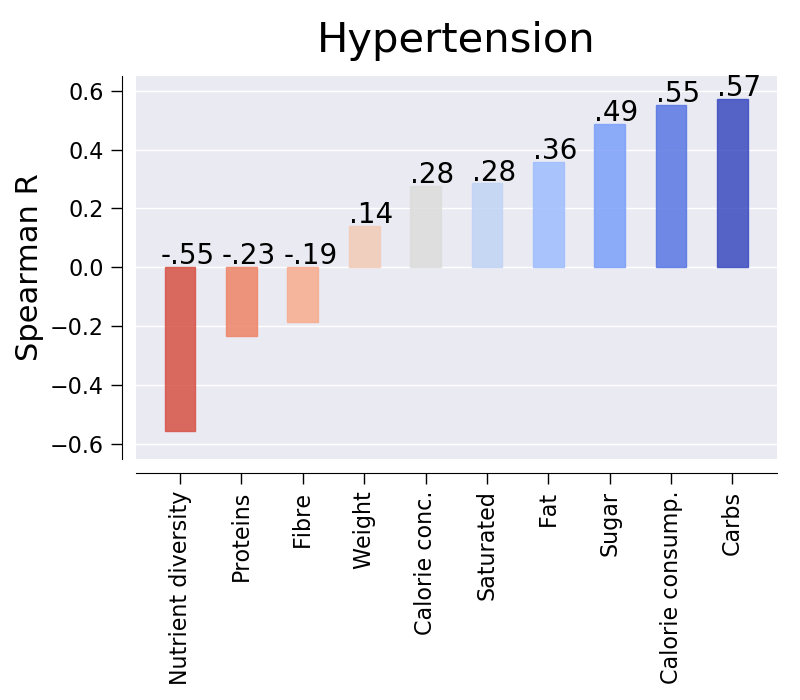 Hypertension
Spearman R
0.6
0.4
0.2
0.0
−0.2
−0.4
−0.6
-.55
-.23
-.19
.14
.28
.28
.36
.49
.55
.57
Nutrient diversity
Proteins
Fibre
Weight
Calorie conc.
Saturated
Fat
Sugar
Calorie consump.
Carbs